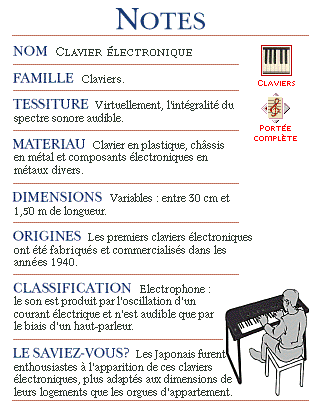 NOTES
NOM Clavier électronique
Claviers
FAMILLE Claviers.
TESSITURE Virtuellement, l'intégralité du
spectre sonore audible.
Portée
complète
MATERIAU Clavier en plastique, châssis
en métal et composants électroniques en
métaux divers.
DIMENSIONS Variables : entre 30 cm et
1,50 m de longueur.
ORIGINES Les premiers claviers électroniques
ont été fabriqués et commercialisés dans les
années 1940.
CLASSIFICATION Electrophone :
le son est produit par l'oscillation d'un
courant électrique et n'est audible que par
le biais d'un haut-parleur.
LE SAVIEZ-VOUS? Les Japonais furent
enthousiastes à l'apparition de ces claviers
électroniques, plus adaptés aux dimensions de
leurs logements que les orgues d'appartement.